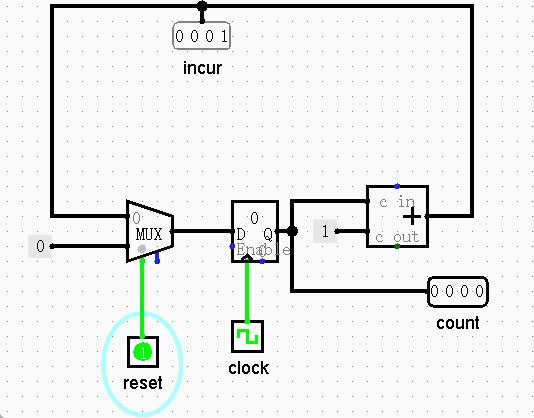 0 0 0 1
incur
0
MUX
0
0
D Q
Enable
1
c in
+
c out
0 0 0 0
count
1
reset
clock